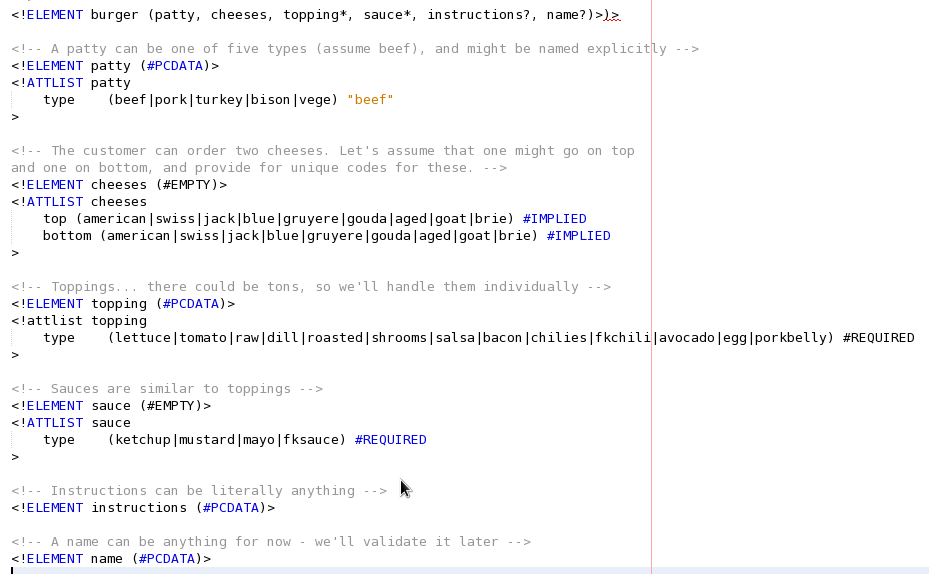 <!ELEMENT burger (patty, cheeses, topping*, sauce*, instructions?, name?)>)>
<!-- A patty can be one of five types (assume beef), and might be named explicitly -->
<!ELEMENT patty (#PCDATA)>
<!ATTLIST patty
type (beef|pork|turkey|bison|vege) "beef"
>
<!-- The customer can order two cheeses. Let's assume that one might go on top
and one on bottom, and provide for unique codes for these. -->
<!ELEMENT cheeses (#EMPTY)>
<!ATTLIST cheeses
top (american|swiss|jack|blue|gruyere|gouda|aged|goat|brie) #IMPLIED
bottom (american|swiss|jack|blue|gruyere|gouda|aged|goat|brie) #IMPLIED
>
<!-- Toppings... there could be tons, so we'll handle them individually -->
<!ELEMENT topping (#PCDATA)>
<!attlist topping
type (lettuce|tomato|raw|dill|roasted|shrooms|salsa|bacon|chilies|fkchili|avocado|egg|porkbelly) #REQUIRED
>
<!-- Sauces are similar to toppings -->
<!ELEMENT sauce (#EMPTY)>
<!ATTLIST sauce
type (ketchup|mustard|mayo|fksauce) #REQUIRED
>
<!-- Instructions can be literally anything -->
<!ELEMENT instructions (#PCDATA)>
<!-- A name can be anything for now - we'll validate it later -->
<!ELEMENT name (#PCDATA)>